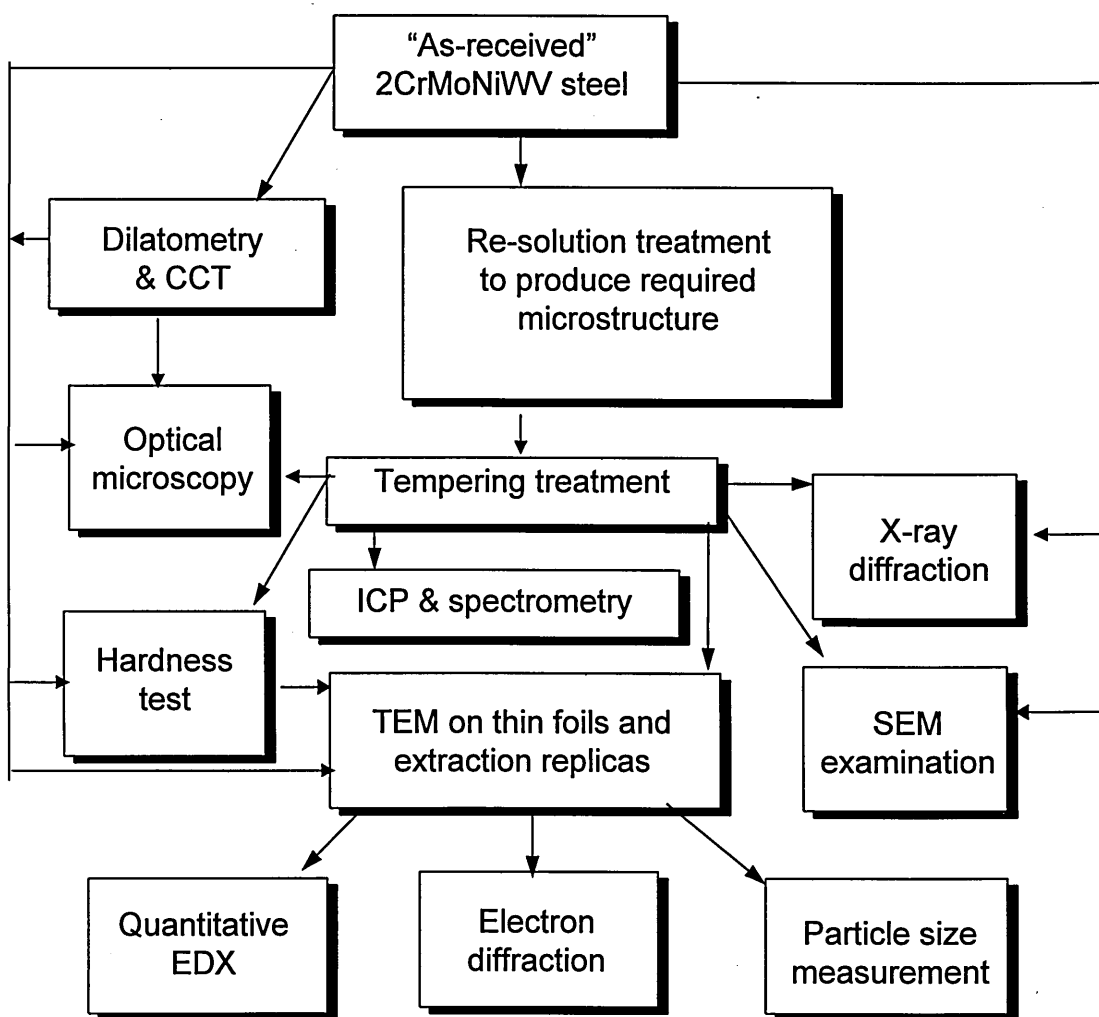 “As-received”
2CrMoNiWV steel
Dilatometry
& CCT
Re-solution treatment
to produce required
microstructure
Optical
microscopy
Tempering treatment
X-ray
diffraction
ICP & spectrometry
Hardness
test
TEM on thin foils and
extraction replicas
SEM
examination
Quantitative
EDX
Electron
diffraction
Particle size
measurement